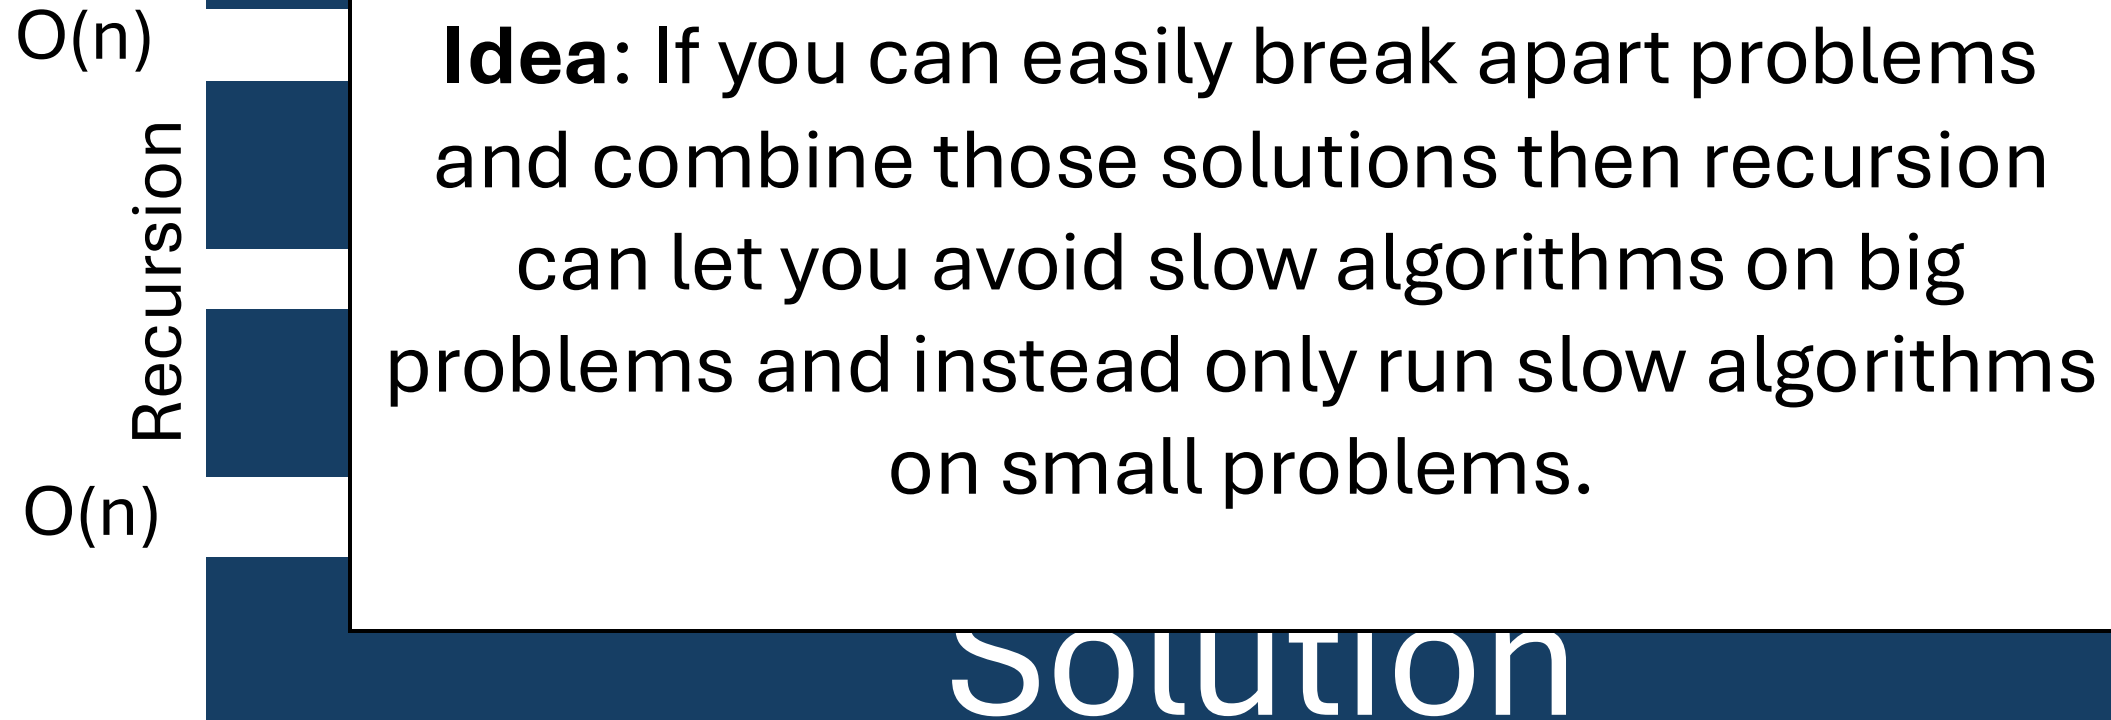 O(n)
Recursion
O(n)
Idea: If you can easily break apart problems
and combine those solutions then recursion
can let you avoid slow algorithms on big
problems and instead only run slow algorithms
on small problems.
Solution